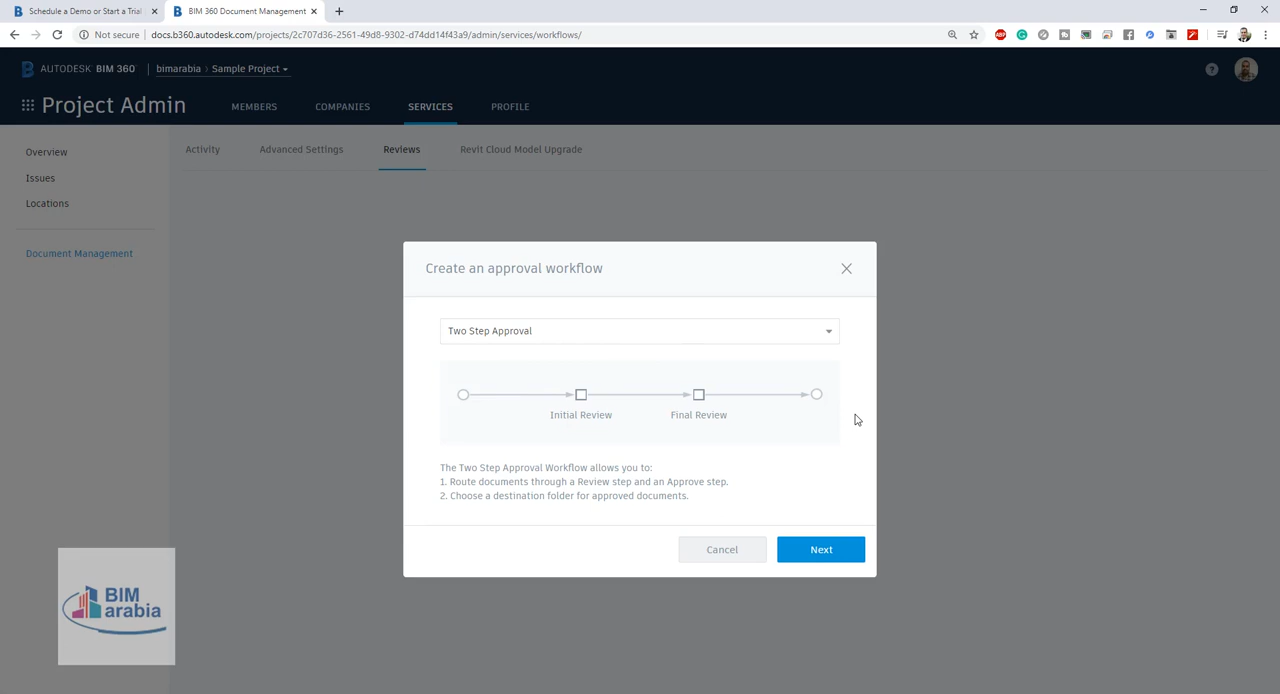 Schedule a Demo or Start a Trial
BIM 360 Document Management
Not secure
docs.b360.autodesk.com/projects/2c707d36-2561-49d8-9302-d74dd14f43a9/admin/services/workflows/
AUTODESK® BIM 360
bimarabia › Sample Project
Project Admin
MEMBERS
COMPANIES
SERVICES
PROFILE
Overview
Issues
Locations
Document Management
Activity
Advanced Settings
Reviews
Revit Cloud Model Upgrade
Create an approval workflow
Two Step Approval
Initial Review
Final Review
The Two Step Approval Workflow allows you to:
1. Route documents through a Review step and an Approve step.
2. Choose a destination folder for approved documents.
Cancel
Next
BIM
arabia